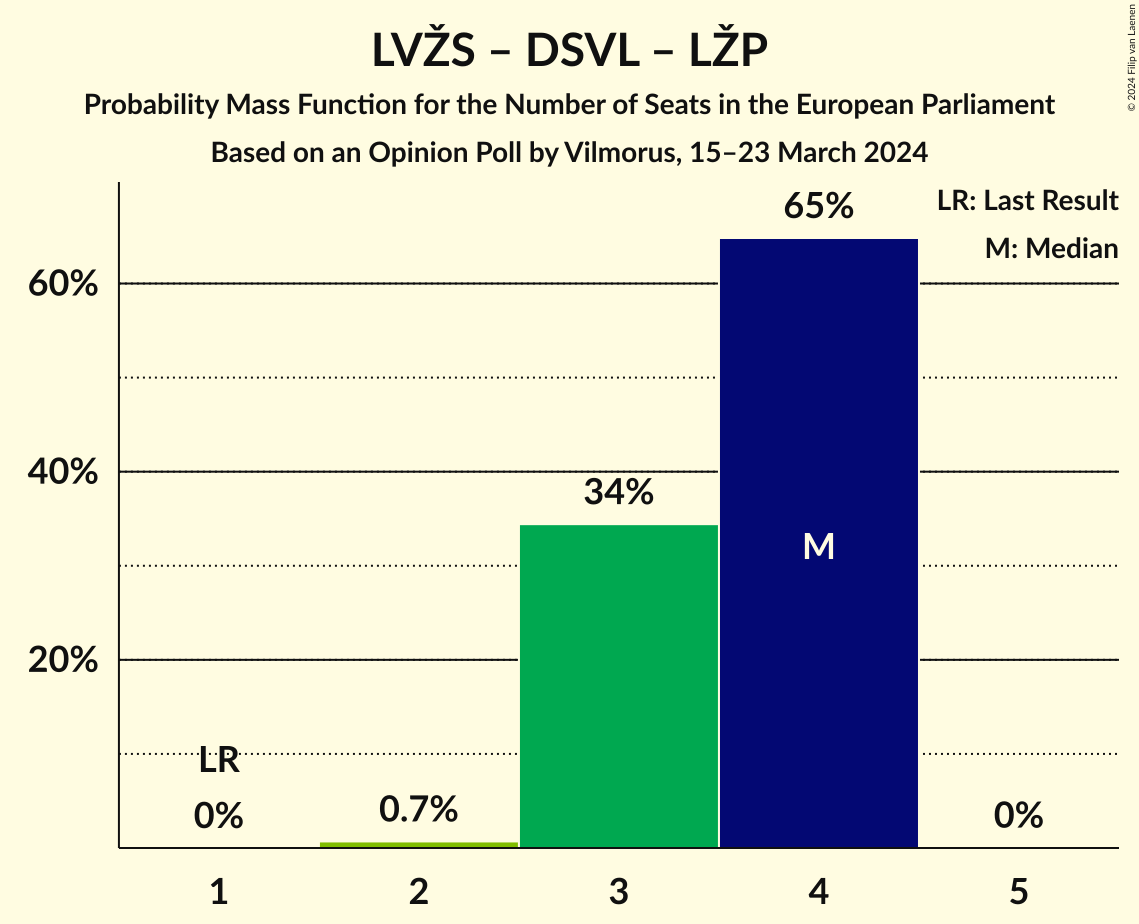 LVŽS – DSVL – LŽP
Probability Mass Function for the Number of Seats in the European Parliament
Based on an Opinion Poll by Vilmorus, 15–23 March 2024
© 2024 Filip van Laenen
LR: Last Result
M: Median
65%
60%
40%
34%
M
20%
LR
0%
0.7%
0%
1
2
3
4
5